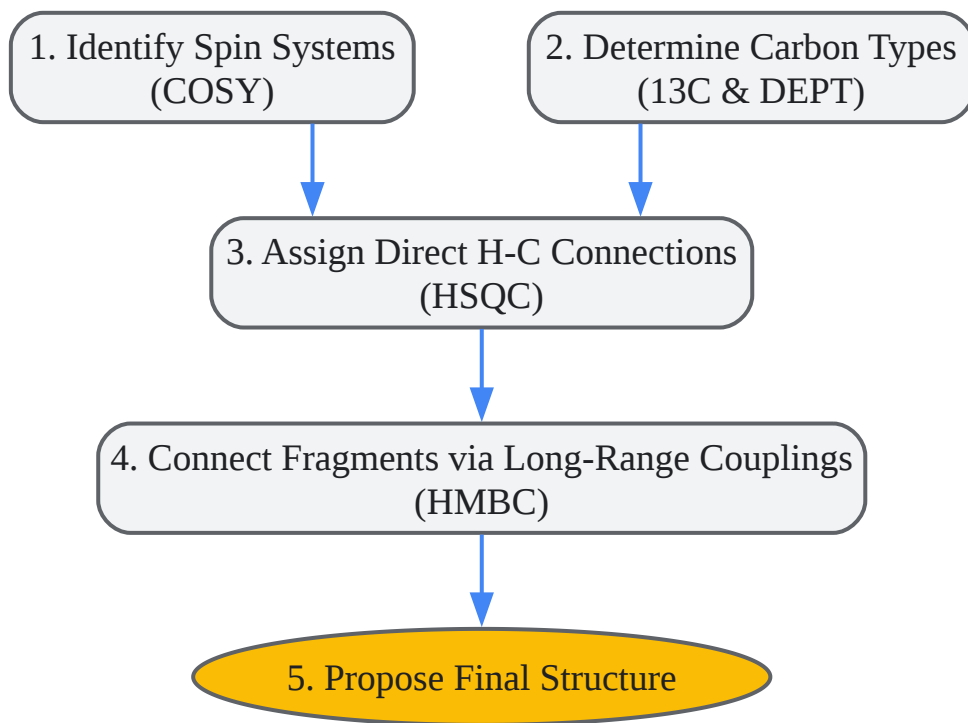 1. Identify Spin Systems
(COSY)
2. Determine Carbon Types
(13C & DEPT)
3. Assign Direct H-C Connections
(HSQC)
4. Connect Fragments via Long-Range Couplings
(HMBC)
5. Propose Final Structure